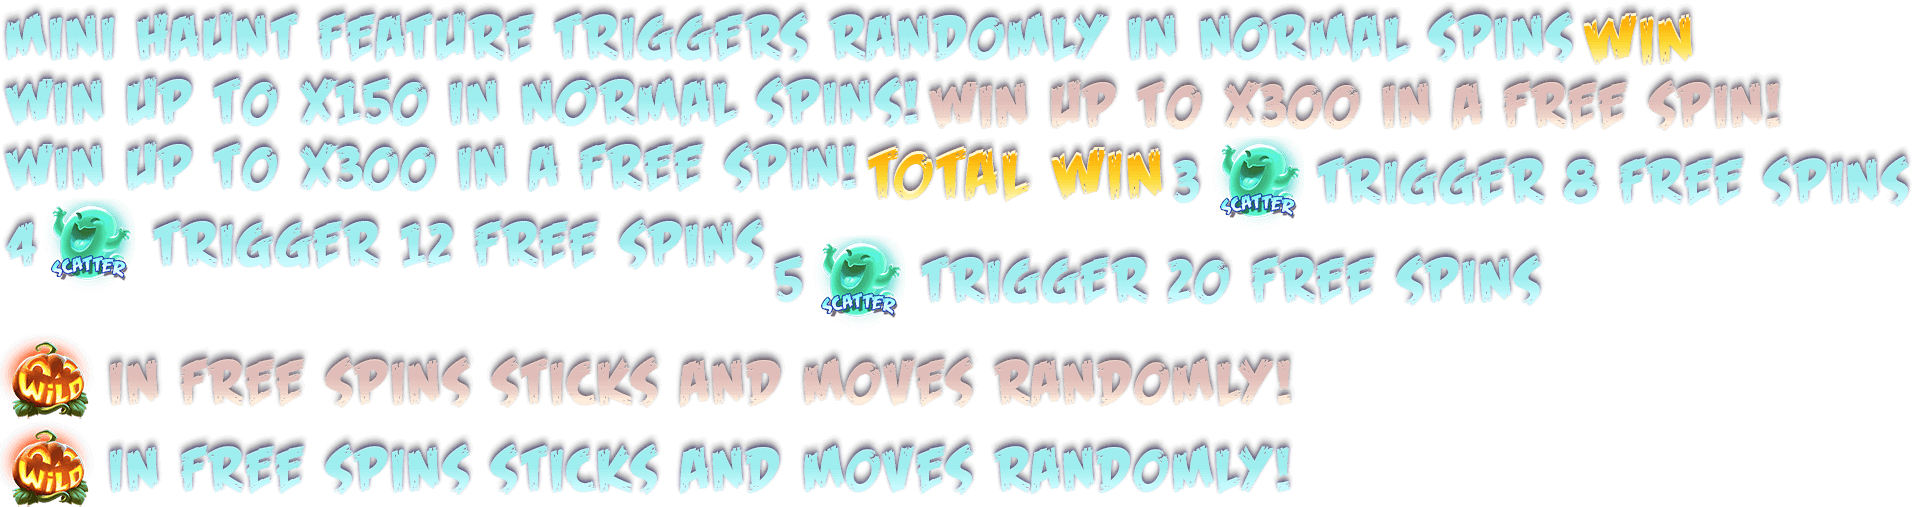 MINI HAUNT FEATURE TRIGGERS RANDOMLY IN NORMAL SPINS WIN
WIN UP TO X150 IN NORMAL SPINS! WIN UP TO X300 IN A FREE SPIN!
WIN UP TO X300 IN A FREE SPIN! TOTAL WIN 3 SCATTER TRIGGER 8 FREE SPINS
4 SCATTER TRIGGER 12 FREE SPINS
5 SCATTER TRIGGER 20 FREE SPINS
WILD IN FREE SPINS STICKS AND MOVES RANDOMLY!
WILD IN FREE SPINS STICKS AND MOVES RANDOMLY!